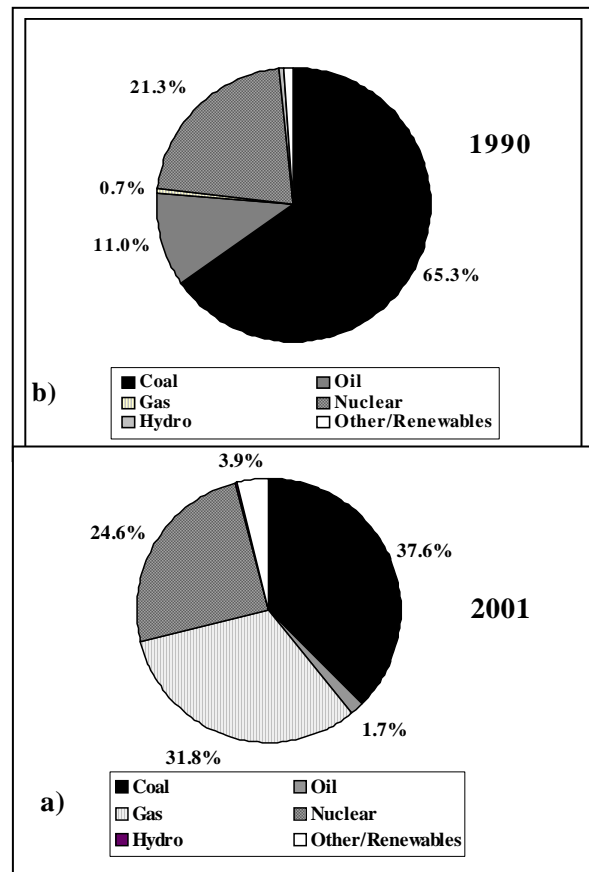 21.3%
1990
0.7%
11.0%
65.3%
b)
Coal Oil
Gas Nuclear
Hydro Other/Renewables
3.9%
24.6%
37.6%
2001
1.7%
31.8%
a)
Coal Oil
Gas Nuclear
Hydro Other/Renewables